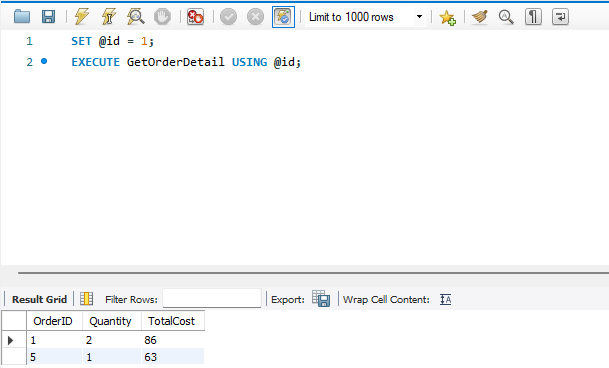 Limit to 1000 rows
1 SET @id = 1;
2 EXECUTE GetOrderDetail USING @id;
Result Grid Filter Rows: Export: Wrap Cell Content:
OrderID Quantity TotalCost
1 2 86
5 1 63